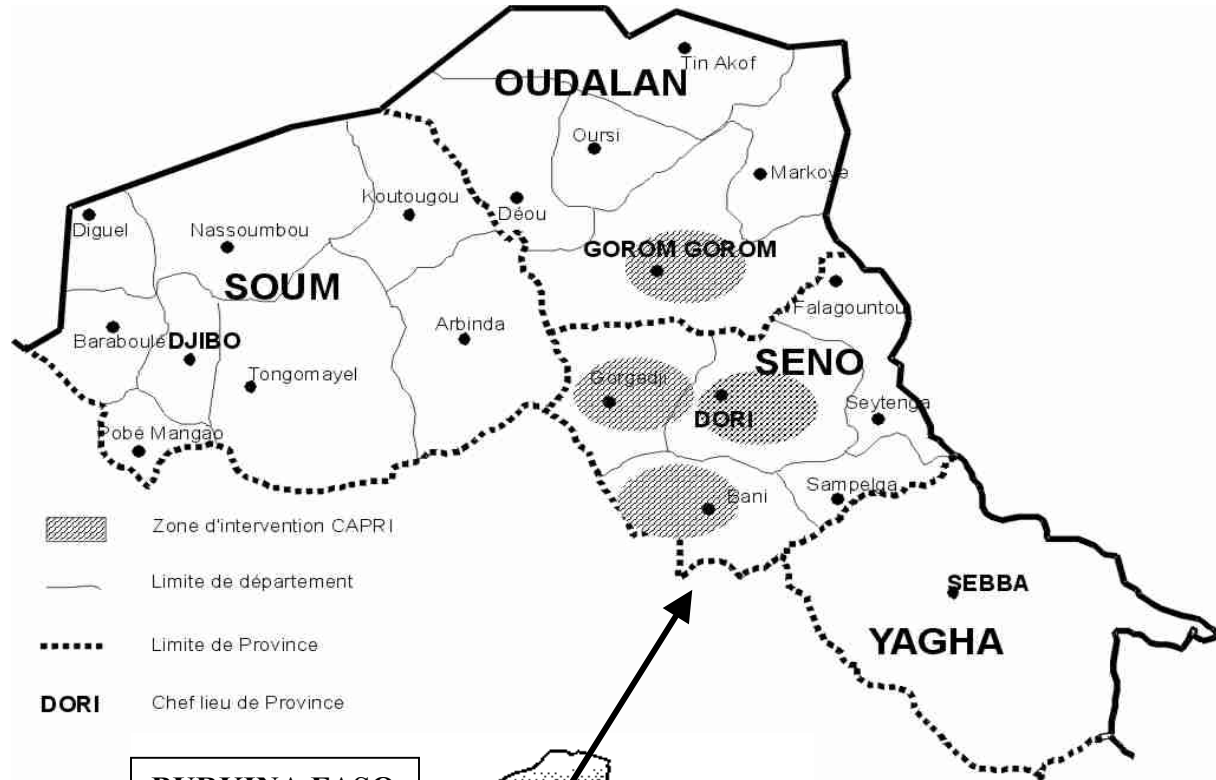 Tin Akof
OUDALAN
Oursi
Markoye
Koutougou
Déou
Diguel
Nassoumbou
GOROM GOROM
SOUM
Falagountou
Arbinda
Baraboulé
DJIBO
SENO
Tongomayel
Gorgadji
DORI
Seytenga
Pobé Mangao
Bani
Sampelga
Zone d'intervention CAPRI
Limite de département
SEBBA
Limite de Province
YAGHA
DORI Chef lieu de Province
BURKINA FASO